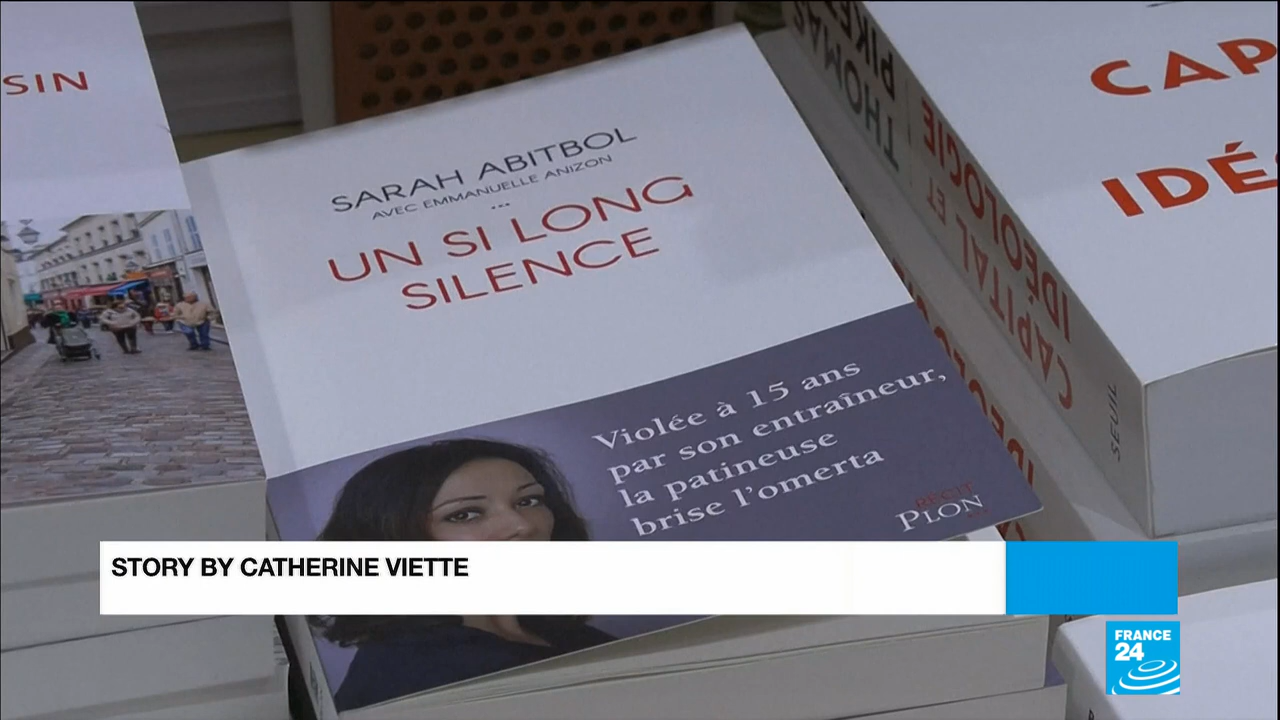 SIN
SARAH ABITBOL
AVEC EMMANUELLE ANIZON
...
UN SI LONG
SILENCE
Violée à 15 ans
par son entraîneur,
la patineuse
brise l'omerta
RÉCIT
PLON
THOMAS
CAPITAL ET
IDÉOLOGIE
SEUIL
CAP
IDÉ
STORY BY CATHERINE VIETTE
FRANCE
24